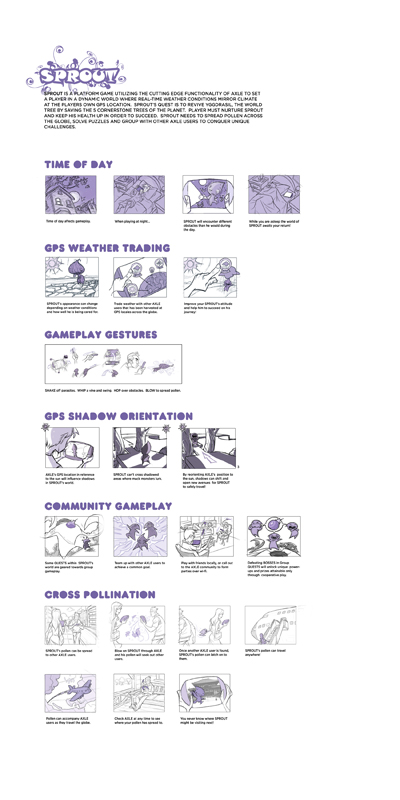 SPROUT
SPROUT IS A PLATFORM GAME UTILIZING THE CUTTING EDGE FUNCTIONALITY OF AXLE TO SET
A PLAYER IN A DYNAMIC WORLD WHERE REAL-TIME WEATHER CONDITIONS MIRROR CLIMATE
AT THE PLAYERS OWN GPS LOCATION. SPROUT'S QUEST IS TO REVIVE YGGDRASIL, THE WORLD
TREE BY SAVING THE 5 CORNERSTONE TREES OF THE PLANET. PLAYER MUST NURTURE SPROUT
AND KEEP HIS HEALTH UP IN ORDER TO SUCCEED. SPROUT NEEDS TO SPREAD POLLEN ACROSS
THE GLOBE, SOLVE PUZZLES AND GROUP WITH OTHER AXLE USERS TO CONQUER UNIQUE
CHALLENGES.
TIME OF DAY
Time of day affects gameplay.
When playing at night...
SPROUT will encounter different
obstacles than he would during
the day.
While you are asleep the world of
SPROUT awaits your return!
GPS WEATHER TRADING
SPROUT's appearance can change
depending on weather conditions
and how well he is being cared for.
Trade weather with other AXLE
users that has been harvested at
GPS locales across the globe.
Improve your SPROUT's attitude
and help him to succeed on his
journey!
GAMEPLAY GESTURES
SHAKE off parasites. WHIP a vine and swing. HOP over obstacles. BLOW to spread pollen.
GPS SHADOW ORIENTATION
AXLE's GPS location in reference
to the sun will influence shadows
in SPROUT's world.
SPROUT can't cross shadowed
areas where muck monsters lurk.
By reorienting AXLE's position to
the sun, shadows can shift and
open new avenues for SPROUT
to safely travel!
COMMUNITY GAMEPLAY
Some QUESTS within SPROUT's
world are geared towards group
gameplay.
Team up with other AXLE users to
achieve a common goal.
Play with friends locally, or call out
to the AXLE community to form
parties over wi-fi.
Defeating BOSSES in Group
QUESTS will unlock unique power-
ups and prizes attainable only
through cooperative play.
CROSS POLLINATION
SPROUT's pollen can be spread
to other AXLE users.
Blow on SPROUT through AXLE
and his pollen will seek out other
users.
Once another AXLE user is found,
SPROUT's pollen can latch on to
them.
SPROUT's pollen can travel
anywhere!
Pollen can accompany AXLE
users as they travel the globe.
Check AXLE at any time to see
where your pollen has spread to.
You never know where SPROUT
might be visiting next!